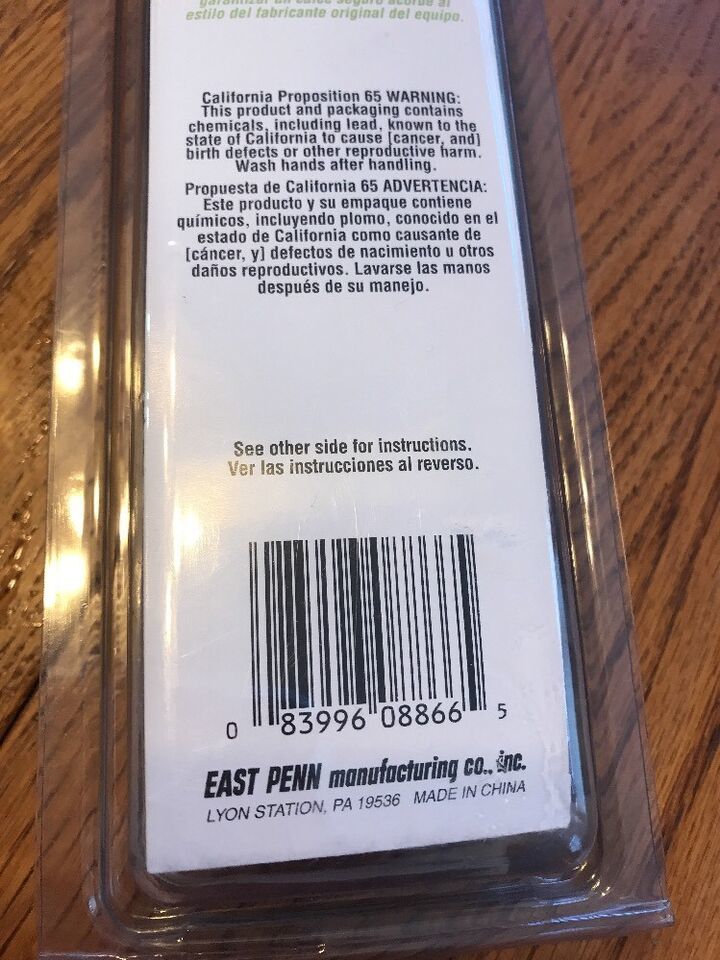 garantizar un calce seguro acorde al
estilo del fabricante original del equipo.
California Proposition 65 WARNING:
This product and packaging contains
chemicals, including lead, known to the
state of California to cause [cancer, and]
birth defects or other reproductive harm.
Wash hands after handling.
Propuesta de California 65 ADVERTENCIA:
Este producto y su empaque contiene
químicos, incluyendo plomo, conocido en el
estado de California como causante de
[cáncer, y] defectos de nacimiento u otros
daños reproductivos. Lavarse las manos
después de su manejo.
See other side for instructions.
Ver las instrucciones al reverso.
0 83996 08866 5
EAST PENN manufacturing co., inc.
LYON STATION, PA 19536 MADE IN CHINA